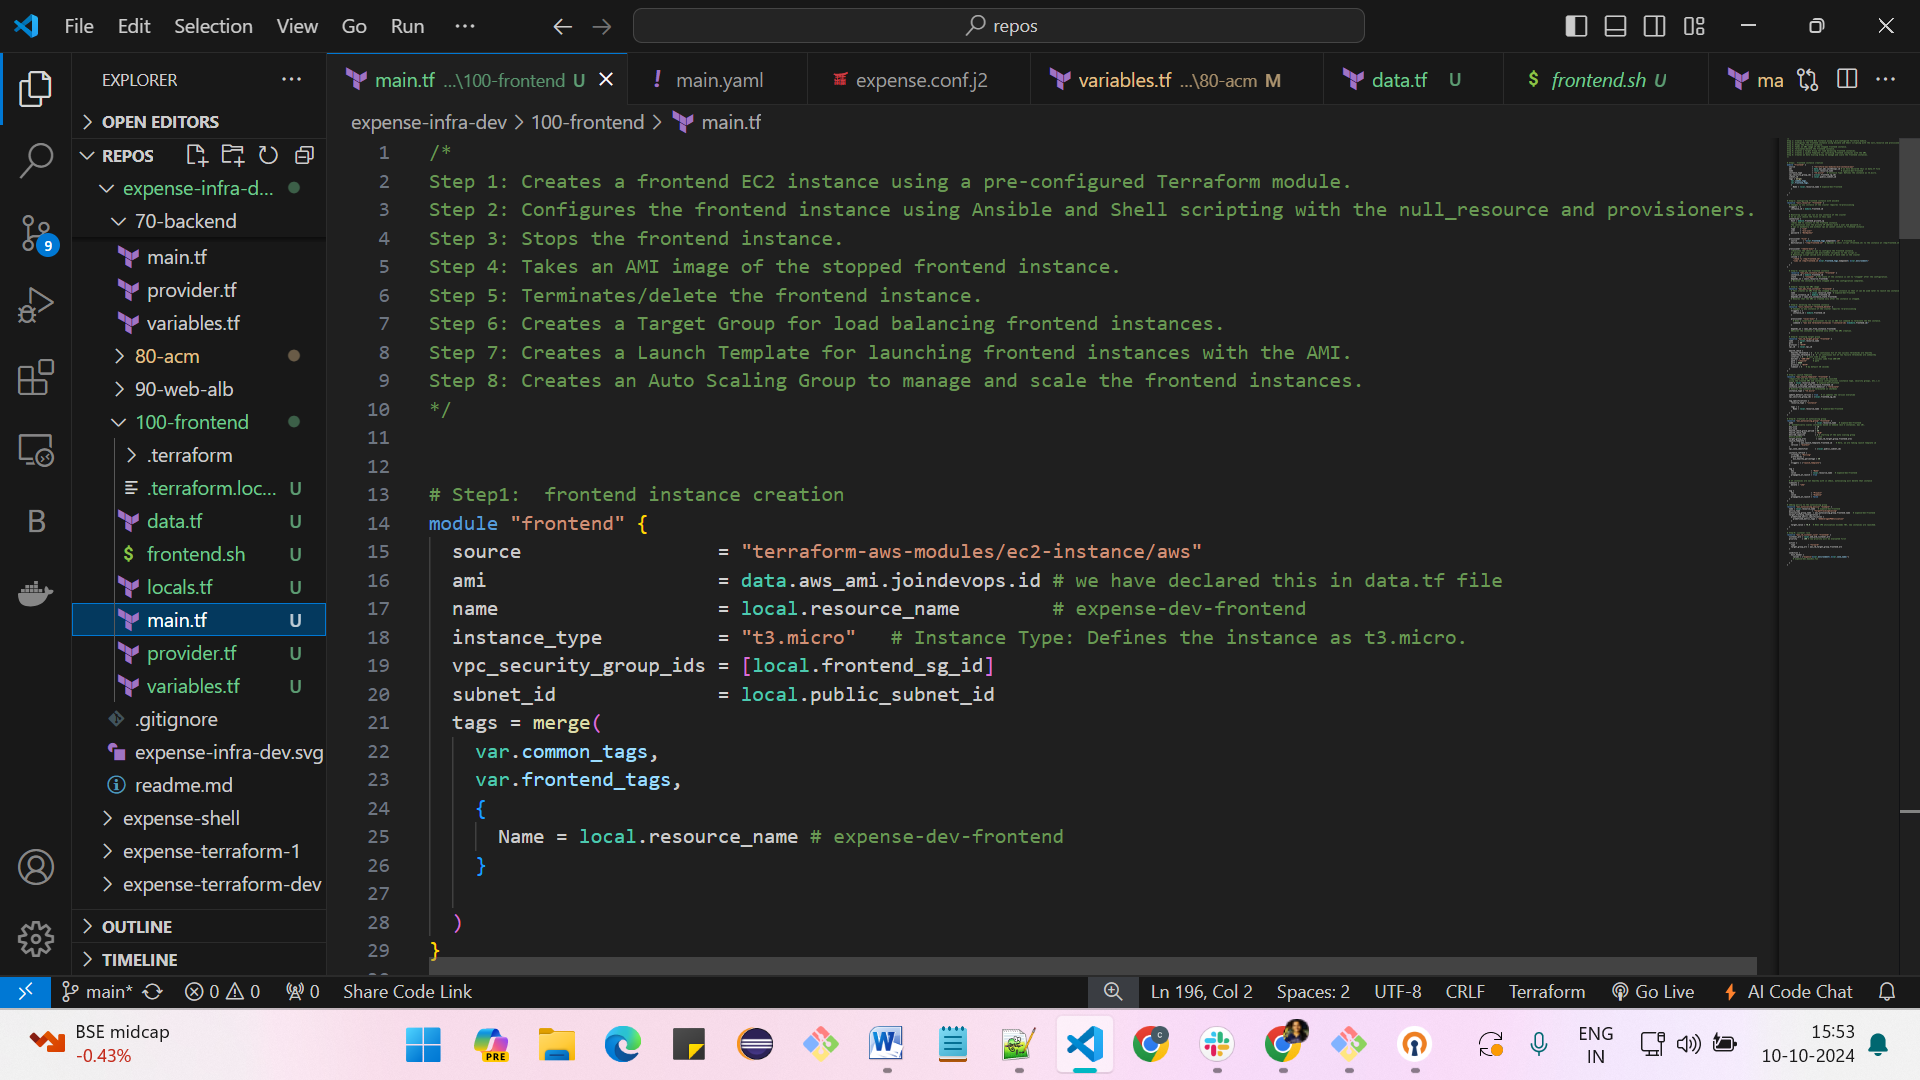 File Edit Selection View Go Run ···
repos
EXPLORER
OPEN EDITORS
REPOS
expense-infra-d...
70-backend
main.tf
provider.tf
variables.tf
80-acm
90-web-alb
100-frontend
.terraform
.terraform.loc... U
data.tf U
$ frontend.sh U
locals.tf U
main.tf U
provider.tf U
variables.tf U
.gitignore
expense-infra-dev.svg
readme.md
expense-shell
expense-terraform-1
expense-terraform-dev
OUTLINE
TIMELINE
9
B
main.tf ...\100-frontend U
! main.yaml
expense.conf.j2
variables.tf ...\80-acm M
data.tf U
$ frontend.sh U
ma
expense-infra-dev > 100-frontend > main.tf
1 /*
2 Step 1: Creates a frontend EC2 instance using a pre-configured Terraform module.
3 Step 2: Configures the frontend instance using Ansible and Shell scripting with the null_resource and provisioners.
4 Step 3: Stops the frontend instance.
5 Step 4: Takes an AMI image of the stopped frontend instance.
6 Step 5: Terminates/delete the frontend instance.
7 Step 6: Creates a Target Group for load balancing frontend instances.
8 Step 7: Creates a Launch Template for launching frontend instances with the AMI.
9 Step 8: Creates an Auto Scaling Group to manage and scale the frontend instances.
10 */
11
12
13 # Step1:  frontend instance creation
14 module "frontend" {
15 source = "terraform-aws-modules/ec2-instance/aws"
16 ami = data.aws_ami.joindevops.id # we have declared this in data.tf file
17 name = local.resource_name # expense-dev-frontend
18 instance_type = "t3.micro" # Instance Type: Defines the instance as t3.micro.
19 vpc_security_group_ids = [local.frontend_sg_id]
20 subnet_id = local.public_subnet_id
21 tags = merge(
22 var.common_tags,
23 var.frontend_tags,
24 {
25 Name = local.resource_name # expense-dev-frontend
26 }
27
28 )
29 }
main* 0 0 0 Share Code Link
Ln 196, Col 2 Spaces: 2 UTF-8 CRLF Terraform Go Live AI Code Chat
BSE midcap
-0.43%
PRE
ENG
IN
15:53
10-10-2024